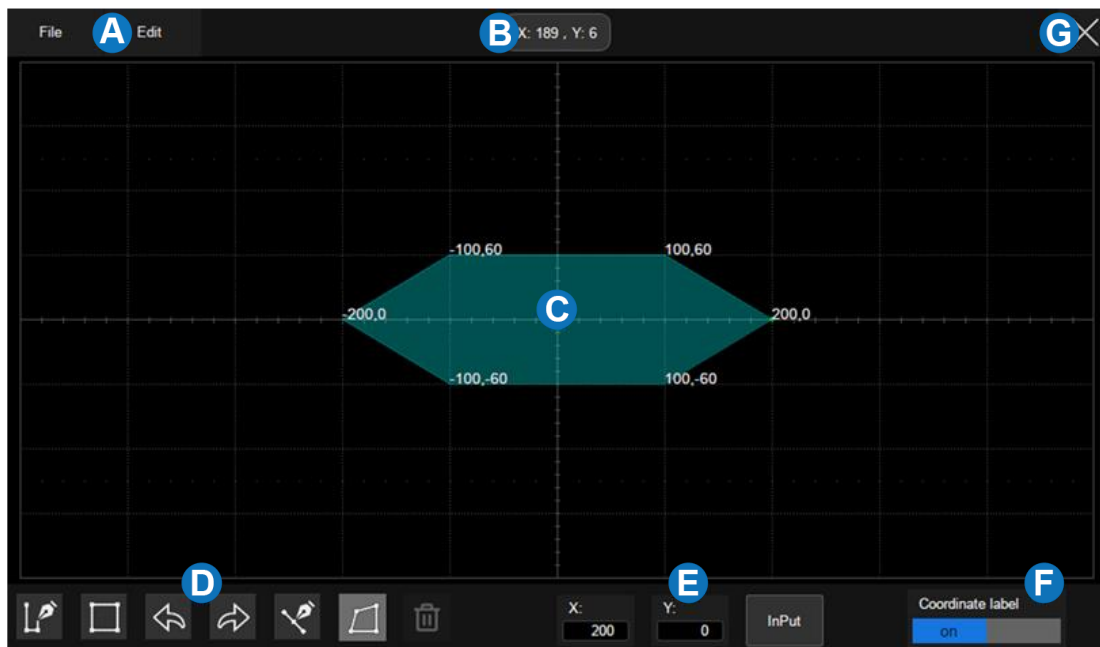 File A Edit
B X: 189 , Y: 6
G
-100,60 100,60
-200,0 C 200,0
-100,-60 100,-60
D E F
X: Y: Coordinate label
200 0 InPut on